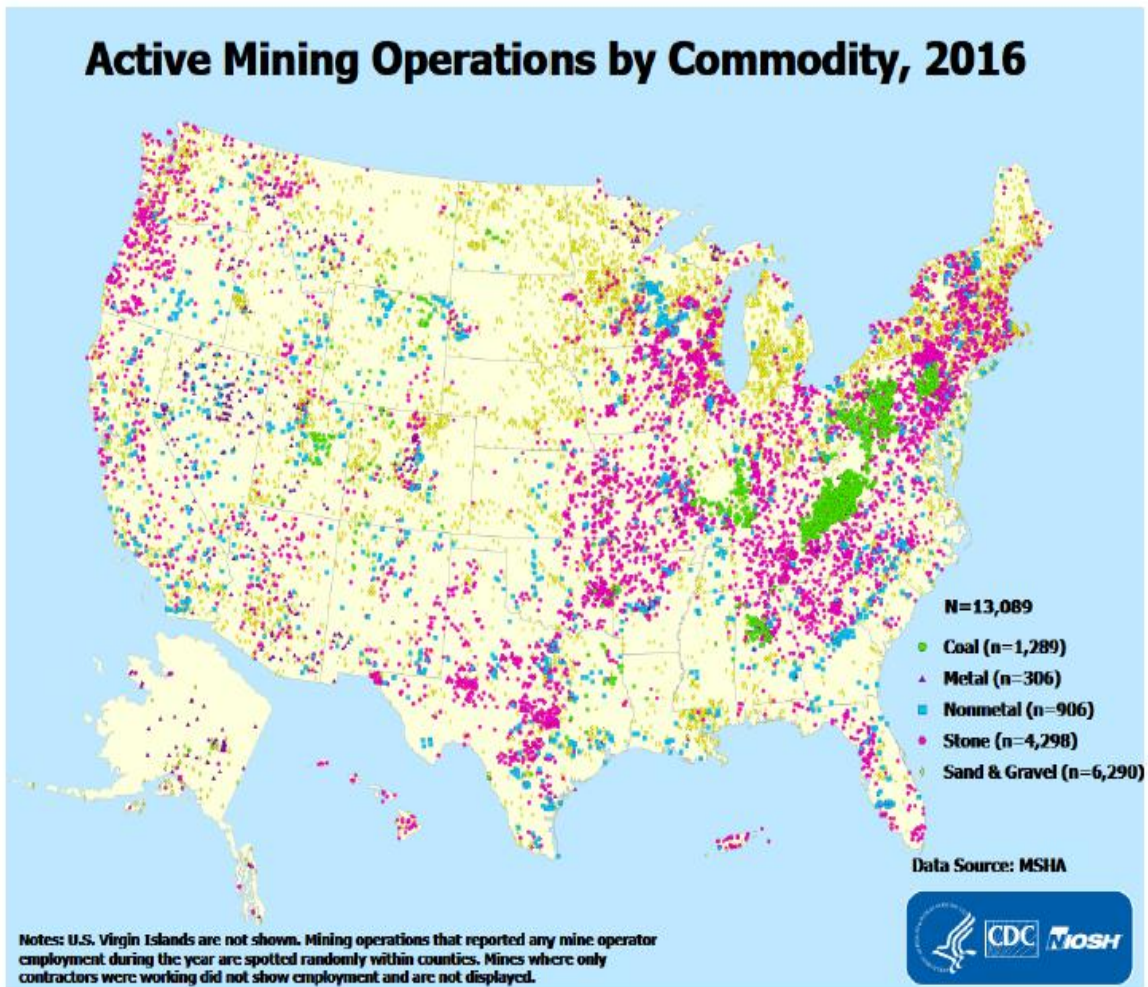 Active Mining Operations by Commodity, 2016
N=13,089
Coal (n=1,289)
Metal (n=306)
Nonmetal (n=906)
Stone (n=4,298)
Sand & Gravel (n=6,290)
Data Source: MSHA
Notes: U.S. Virgin Islands are not shown. Mining operations that reported any mine operator
employment during the year are spotted randomly within counties. Mines where only
contractors were working did not show employment and are not displayed.
CDC NIOSH